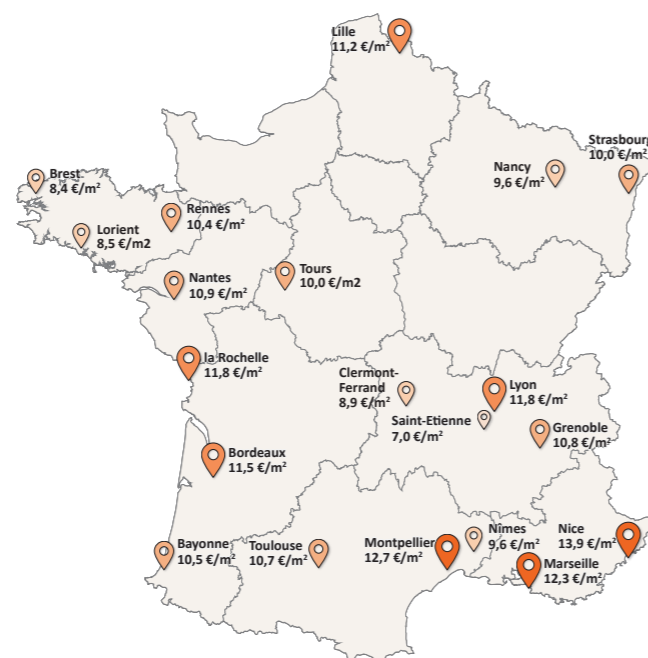 Lille
11,2 €/m²
Strasbourg
10,0 €/m²
Nancy
9,6 €/m²
Brest
8,4 €/m²
Rennes
10,4 €/m²
Lorient
8,5 €/m2
Nantes
10,9 €/m²
Tours
10,0 €/m2
la Rochelle
11,8 €/m²
Clermont-
Ferrand
8,9 €/m²
Lyon
11,8 €/m²
Saint-Etienne
7,0 €/m²
Grenoble
10,8 €/m²
Bordeaux
11,5 €/m²
Bayonne
10,5 €/m²
Toulouse
10,7 €/m²
Montpellier
12,7 €/m²
Nîmes
9,6 €/m²
Nice
13,9 €/m²
Marseille
12,3 €/m²